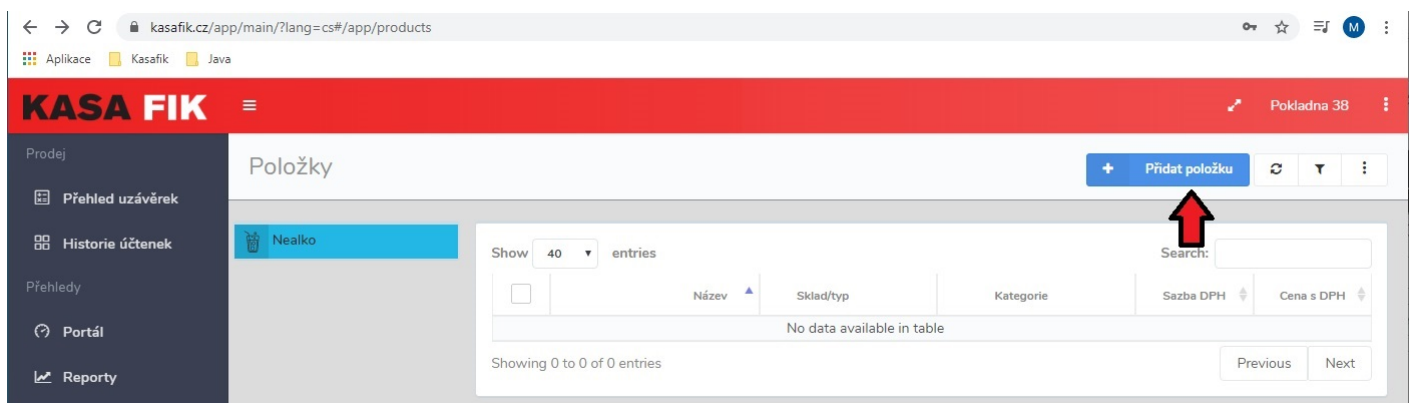 kasafik.cz/app/main/?lang=cs#/app/products
M
Aplikace Kasafik Java
KASA FIK Pokladna 38
Prodej
Položky
Přidat položku
Přehled uzávěrek
Historie účtenek
Nealko
Show 40 entries Search:
Přehledy
Název Sklad/typ Kategorie Sazba DPH Cena s DPH
Portál
No data available in table
Showing 0 to 0 of 0 entries
Previous Next
Reporty